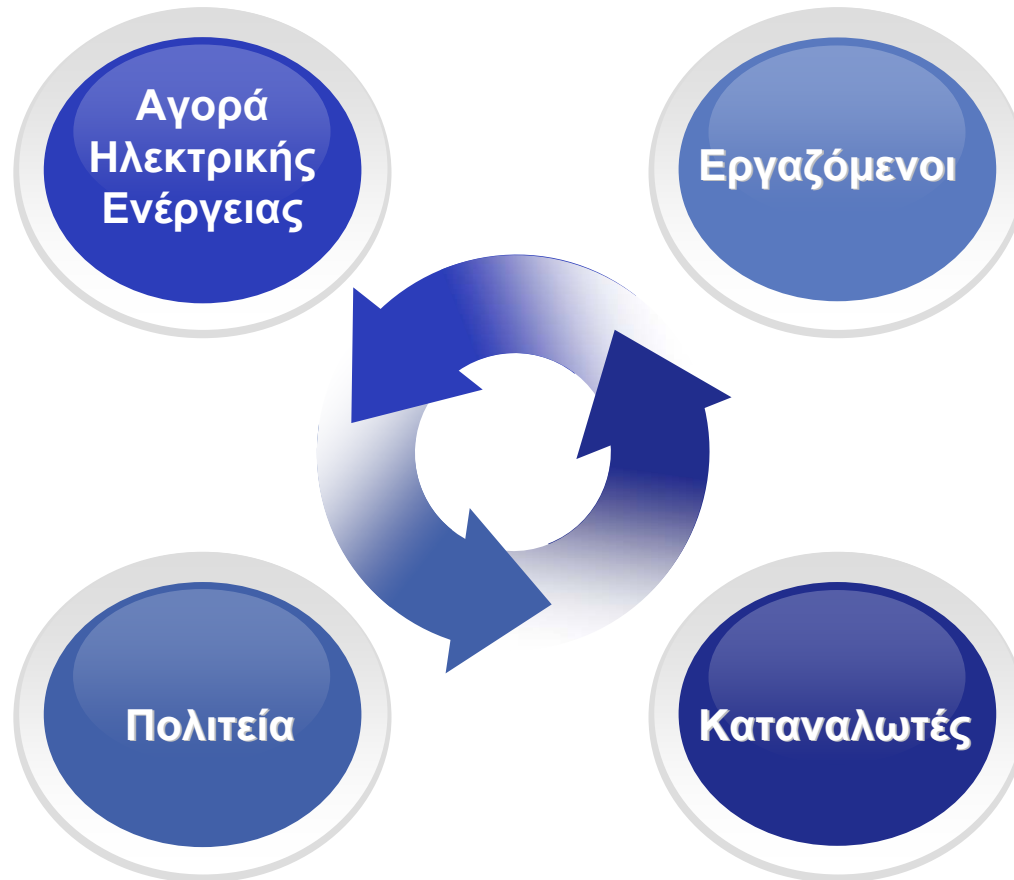 Αγορά
Ηλεκτρικής
Ενέργειας
Εργαζόμενοι
Πολιτεία
Καταναλωτές